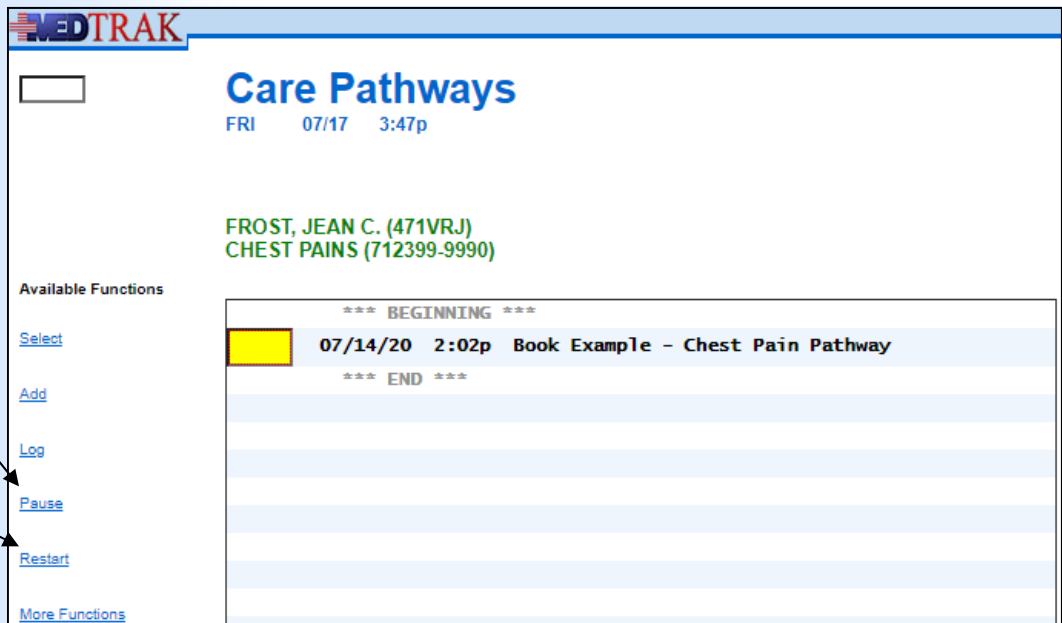 MEDTRAK
Care Pathways
FRI 07/17 3:47p
FROST, JEAN C. (471VRJ)
CHEST PAINS (712399-9990)
Available Functions
*** BEGINNING ***
Select
07/14/20 2:02p Book Example - Chest Pain Pathway
*** END ***
Add
Log
Pause
Restart
More Functions